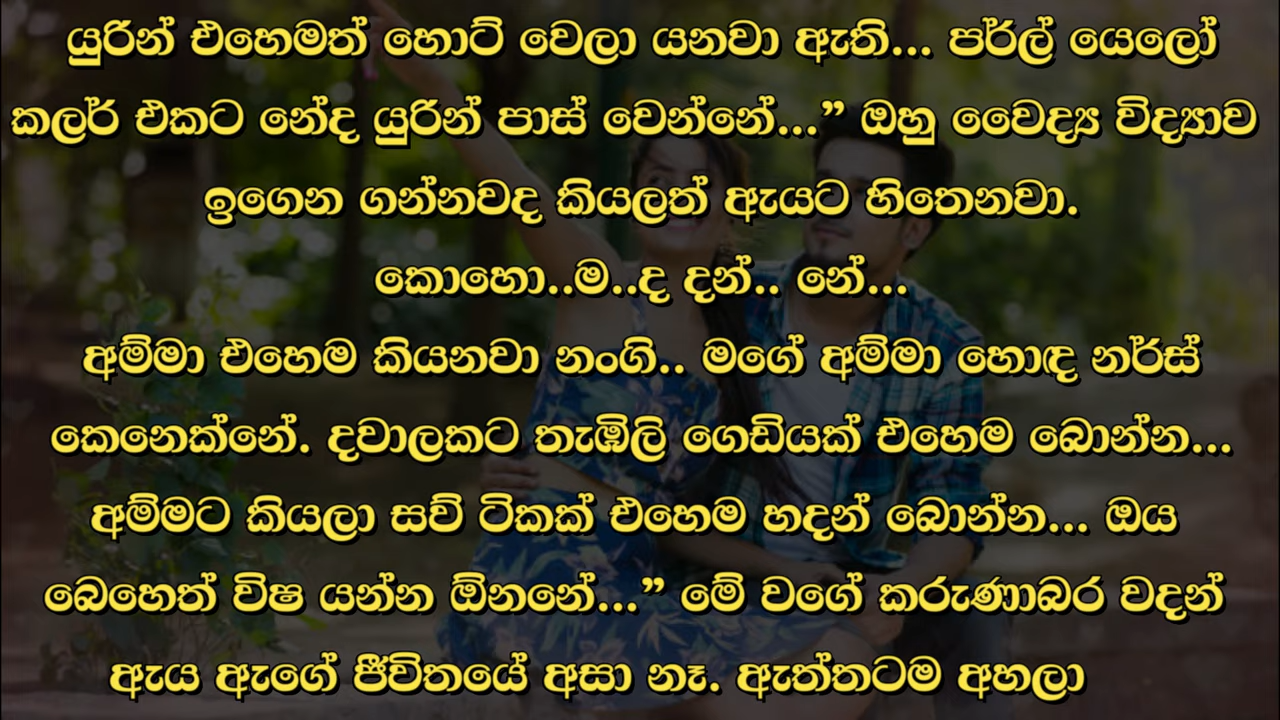 යුරින් එහෙමත් හොට් වෙලා යනවා ඇති... පර්ල් යෙලෝ
කලර් එකට නේද යුරින් පාස් වෙන්නේ...” ඔහු වෛද්‍ය විද්‍යාව
ඉගෙන ගන්නවද කියලත් ඇයට හිතෙනවා.
කොහො..ම..ද දන්.. නේ...
අම්මා එහෙම කියනවා නංගි.. මගේ අම්මා හොඳ නර්ස්
කෙනෙක්නේ. දවාලකට තැඹිලි ගෙඩියක් එහෙම බොන්න...
අම්මට කියලා සව් ටිකක් එහෙම හදන් බොන්න... ඔය
බෙහෙත් විෂ යන්න ඕනනේ...” මේ වගේ කරුණාබර වදන්
ඇය ඇගේ ජීවිතයේ අසා නෑ. ඇත්තටම අහලා